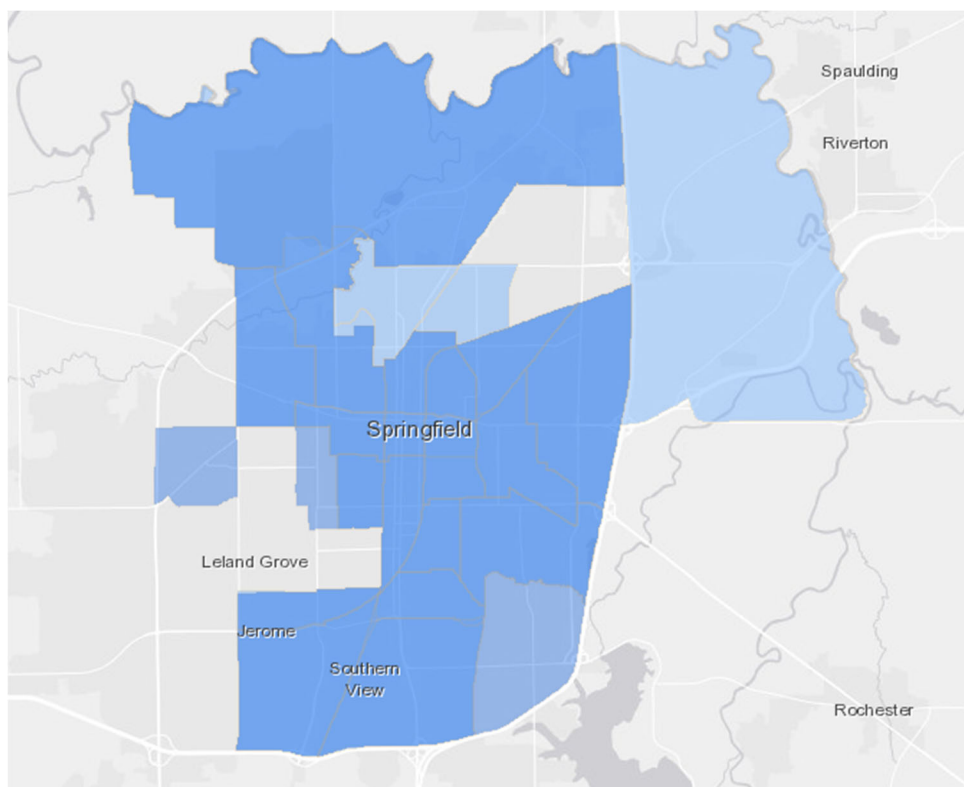 Spaulding
Riverton
Springfield
Leland Grove
Jerome
Southern
View
Rochester